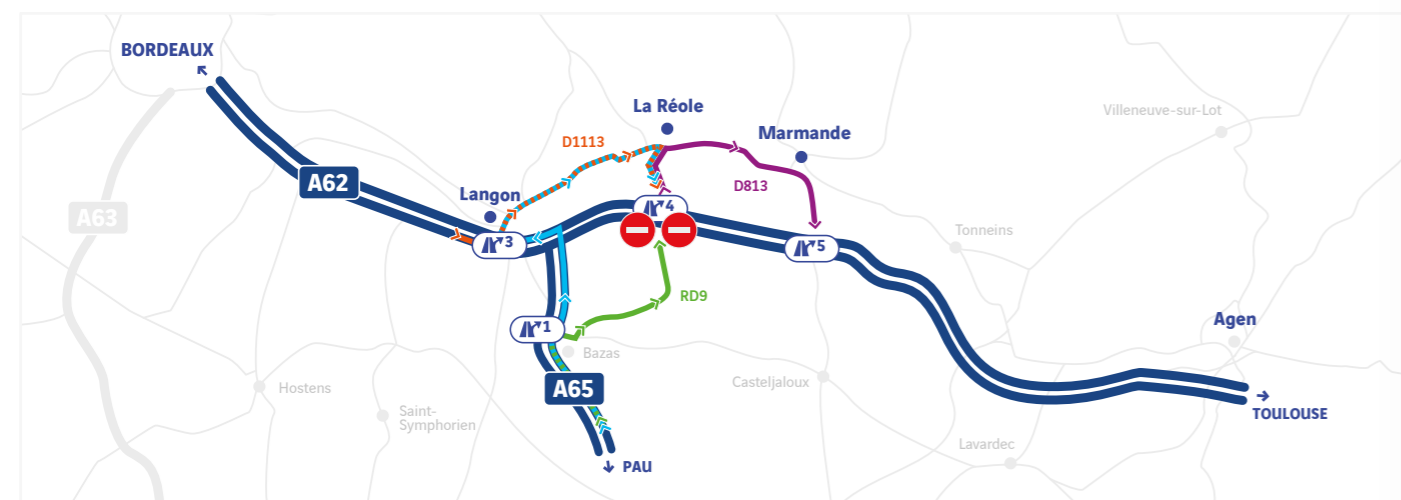 BORDEAUX
La Réole
Villeneuve-sur-Lot
D1113
Marmande
A62
D813
Langon
A63
4
Tonneins
3
5
RD9
1
Agen
Bazas
Casteljaloux
Hostens
A65
Saint-
Symphorien
TOULOUSE
Lavardec
PAU